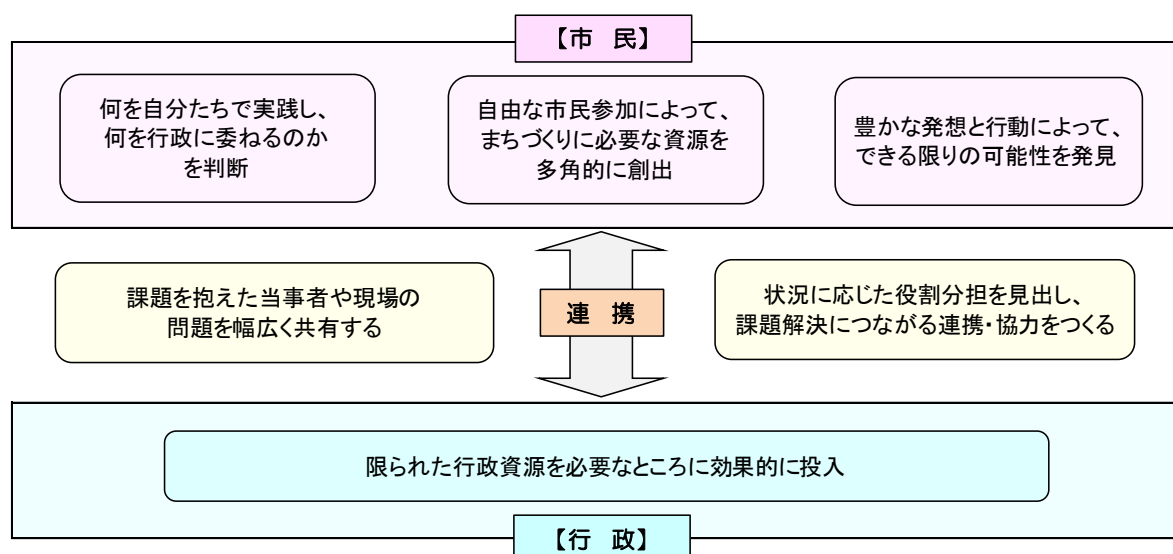 【市 民】
何を自分たちで実践し、
何を行政に委ねるのか
を判断
自由な市民参加によって、
まちづくりに必要な資源を
多角的に創出
豊かな発想と行動によって、
できる限りの可能性を発見
課題を抱えた当事者や現場の
問題を幅広く共有する
連 携
状況に応じた役割分担を見出し、
課題解決につながる連携・協力をつくる
限られた行政資源を必要なところに効果的に投入
【行 政】